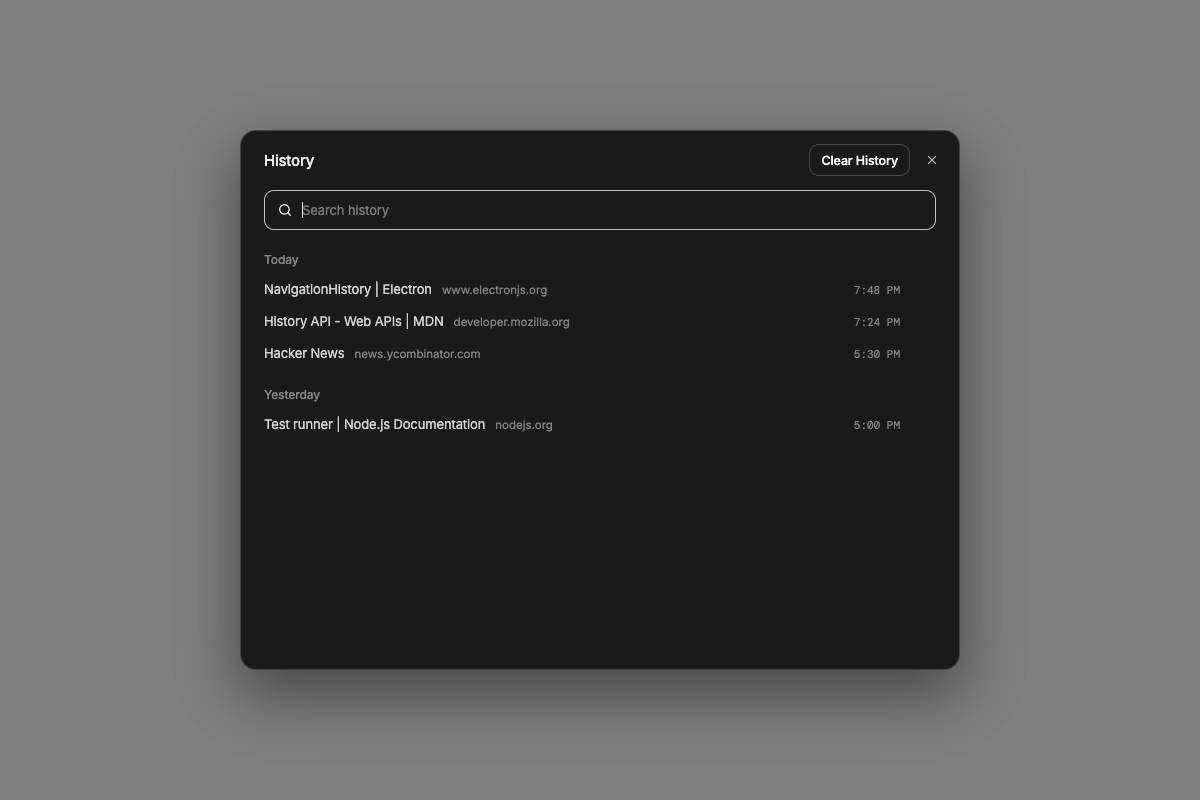 History
Clear History
Search history
Today
NavigationHistory | Electron www.electronjs.org 7:48 PM
History API - Web APIs | MDN developer.mozilla.org 7:24 PM
Hacker News news.ycombinator.com 5:30 PM
Yesterday
Test runner | Node.js Documentation nodejs.org 5:00 PM